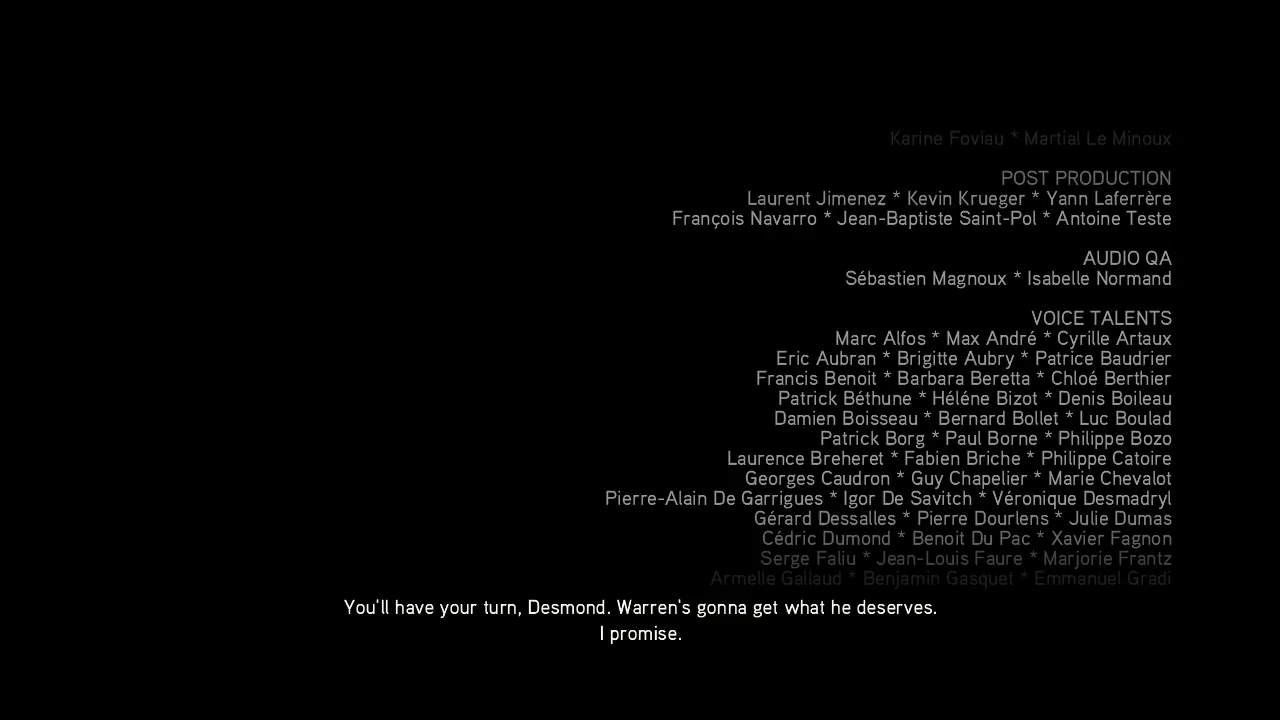 Karine Foviau * Martial Le Minoux
POST PRODUCTION
Laurent Jimenez * Kevin Krueger * Yann Laferrère
François Navarro * Jean-Baptiste Saint-Pol * Antoine Teste
AUDIO QA
Sébastien Magnoux * Isabelle Normand
VOICE TALENTS
Marc Alfos * Max André * Cyrille Artaux
Eric Aubran * Brigitte Aubry * Patrice Baudrier
Francis Benoit * Barbara Beretta * Chloé Berthier
Patrick Béthune * Héléne Bizot * Denis Boileau
Damien Boisseau * Bernard Bollet * Luc Boulad
Patrick Borg * Paul Borne * Philippe Bozo
Laurence Breheret * Fabien Briche * Philippe Catoire
Georges Caudron * Guy Chapelier * Marie Chevalot
Pierre-Alain De Garrigues * Igor De Savitch * Véronique Desmadryl
Gérard Dessalles * Pierre Dourlens * Julie Dumas
Cédric Dumond * Benoit Du Pac * Xavier Fagnon
Serge Faliu * Jean-Louis Faure * Marjorie Frantz
Armelle Gallaud * Benjamin Gasquet * Emmanuel Gradi
You'll have your turn, Desmond. Warren's gonna get what he deserves.
I promise.